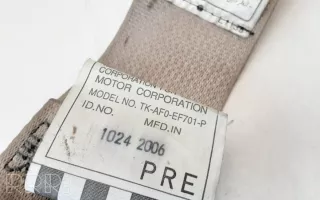 CORPORATION
MOTOR CORPORATION
MODEL NO. TK-AF0-EF701-P
ID.NO. MFD.IN
1024 2006
PRE